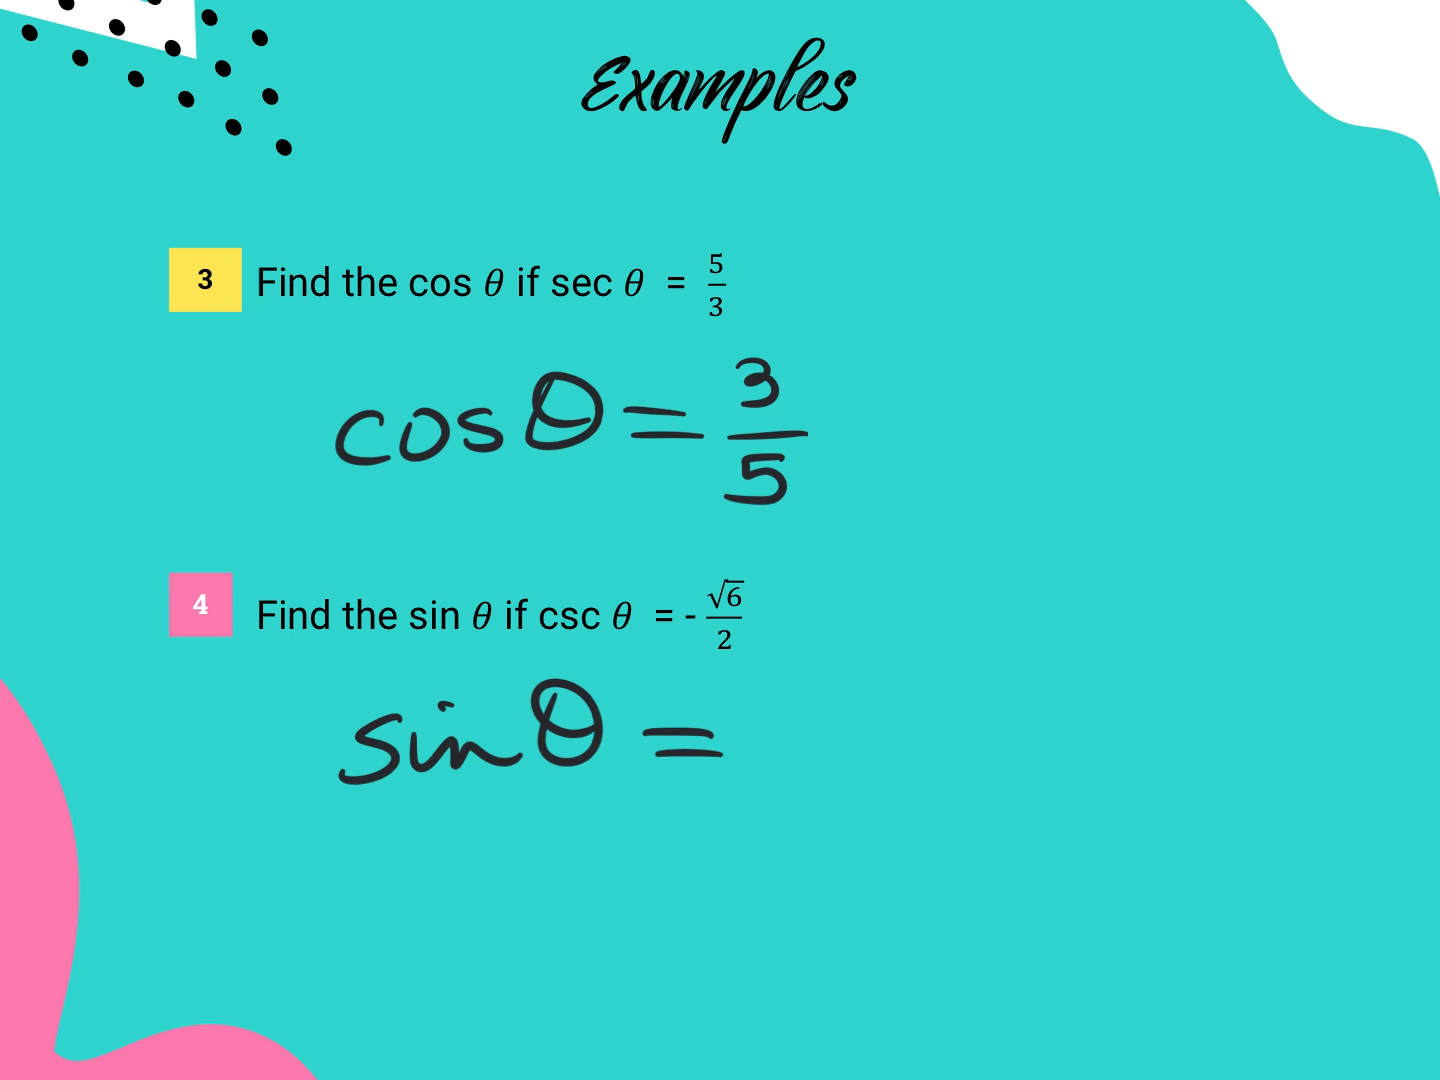 Examples
3 Find the cos θ if sec θ = 5/3
cos θ = 3/5
4 Find the sin θ if csc θ = - √6/2
sin θ =